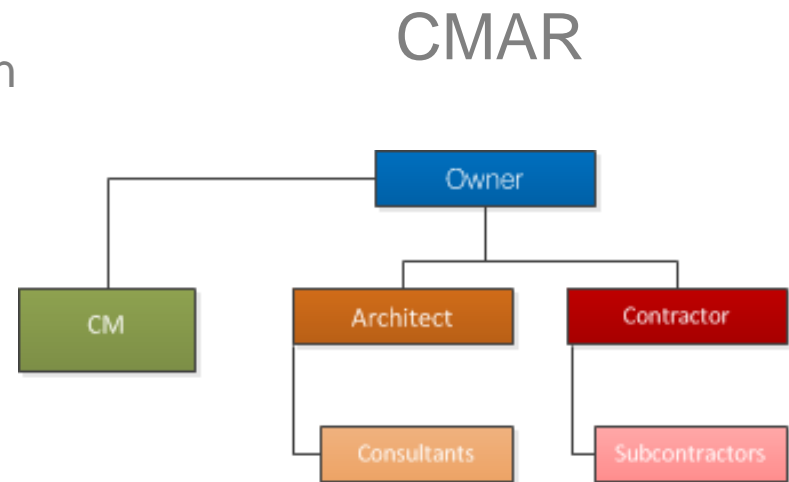 CMAR
n
Owner
CM
Architect
Contractor
Consultants
Subcontractors